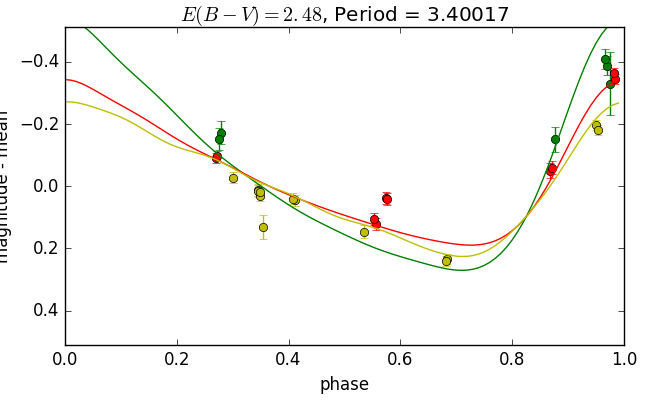 E(B − V) = 2.48, Period = 3.40017
magnitude - mean
−0.4
−0.2
0.0
0.2
0.4
0.0 0.2 0.4 0.6 0.8 1.0
phase